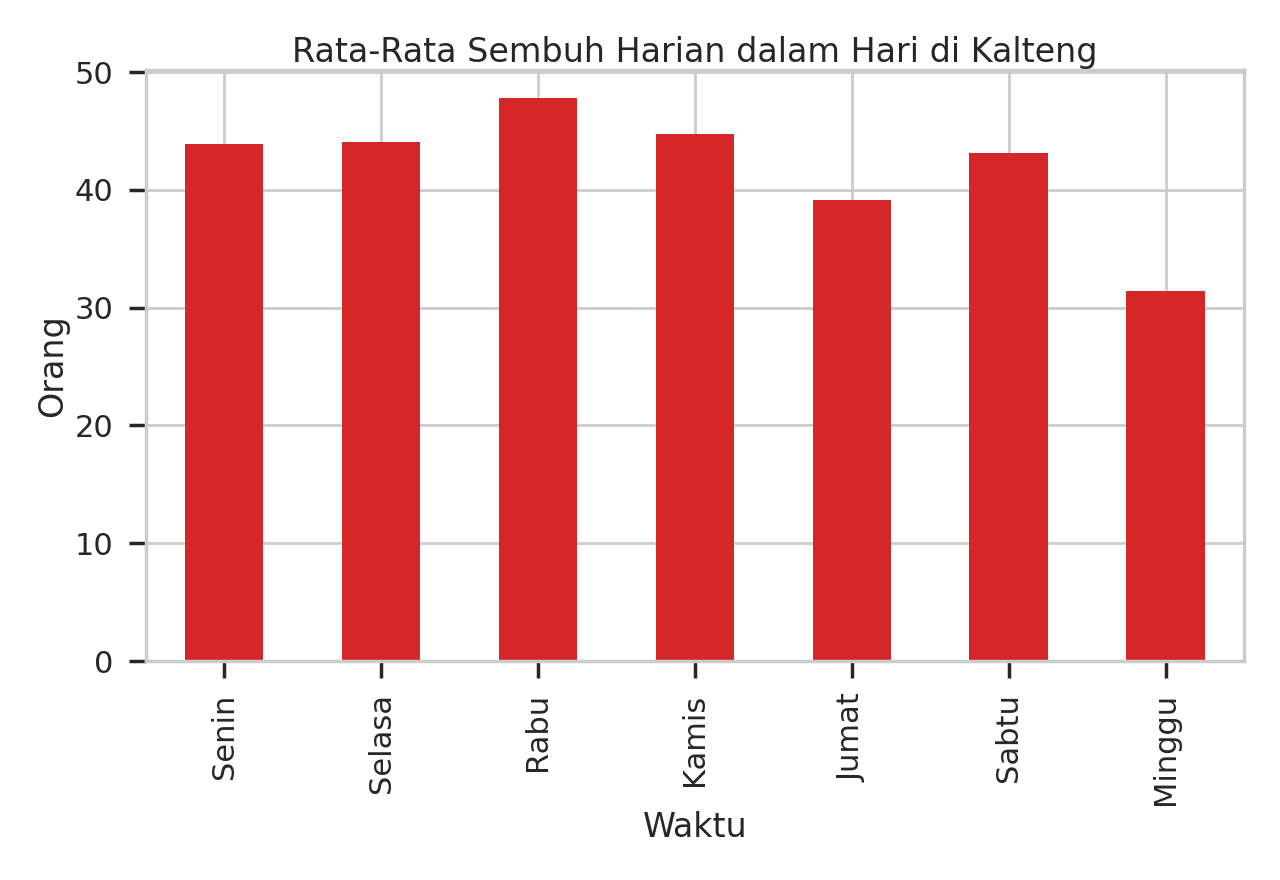 Rata-Rata Sembuh Harian dalam Hari di Kalteng
50
40
30
20
10
0
Orang
Senin
Selasa
Rabu
Kamis
Jumat
Sabtu
Minggu
Waktu